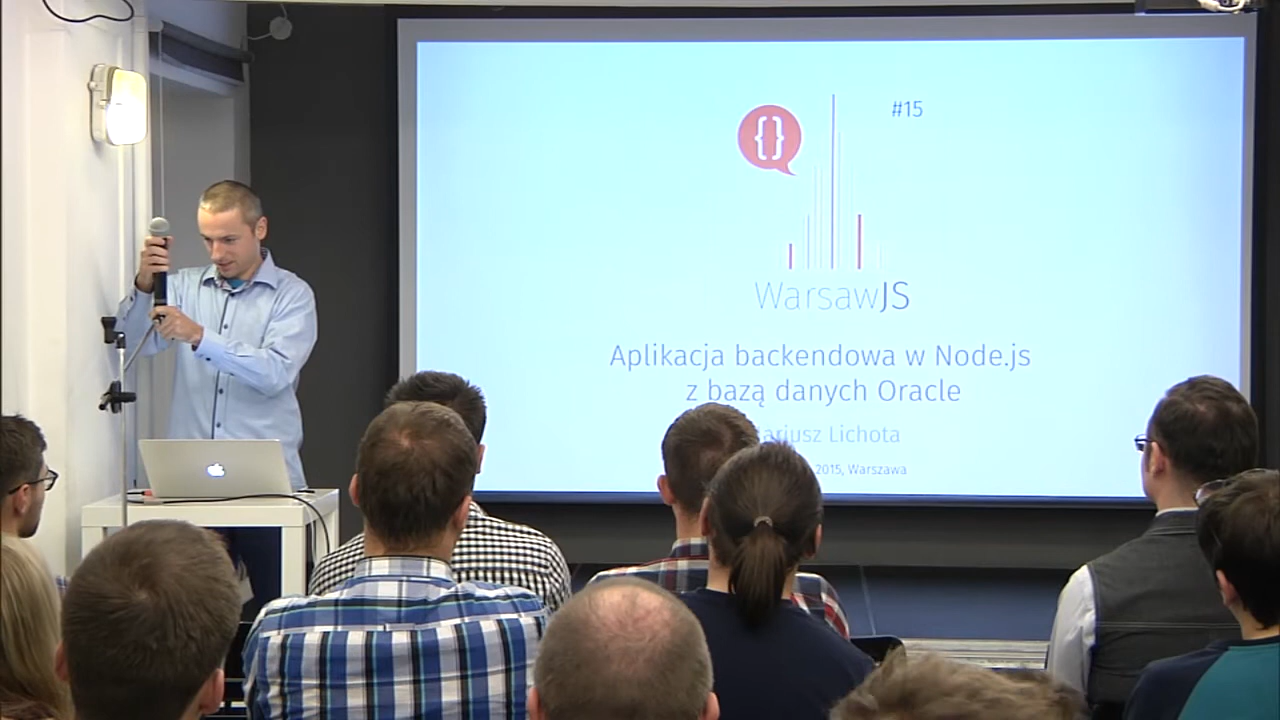 #15
{}
WarsawJS
Aplikacja backendowa w Node.js
z bazą danych Oracle
Lichota
2015, Warszawa